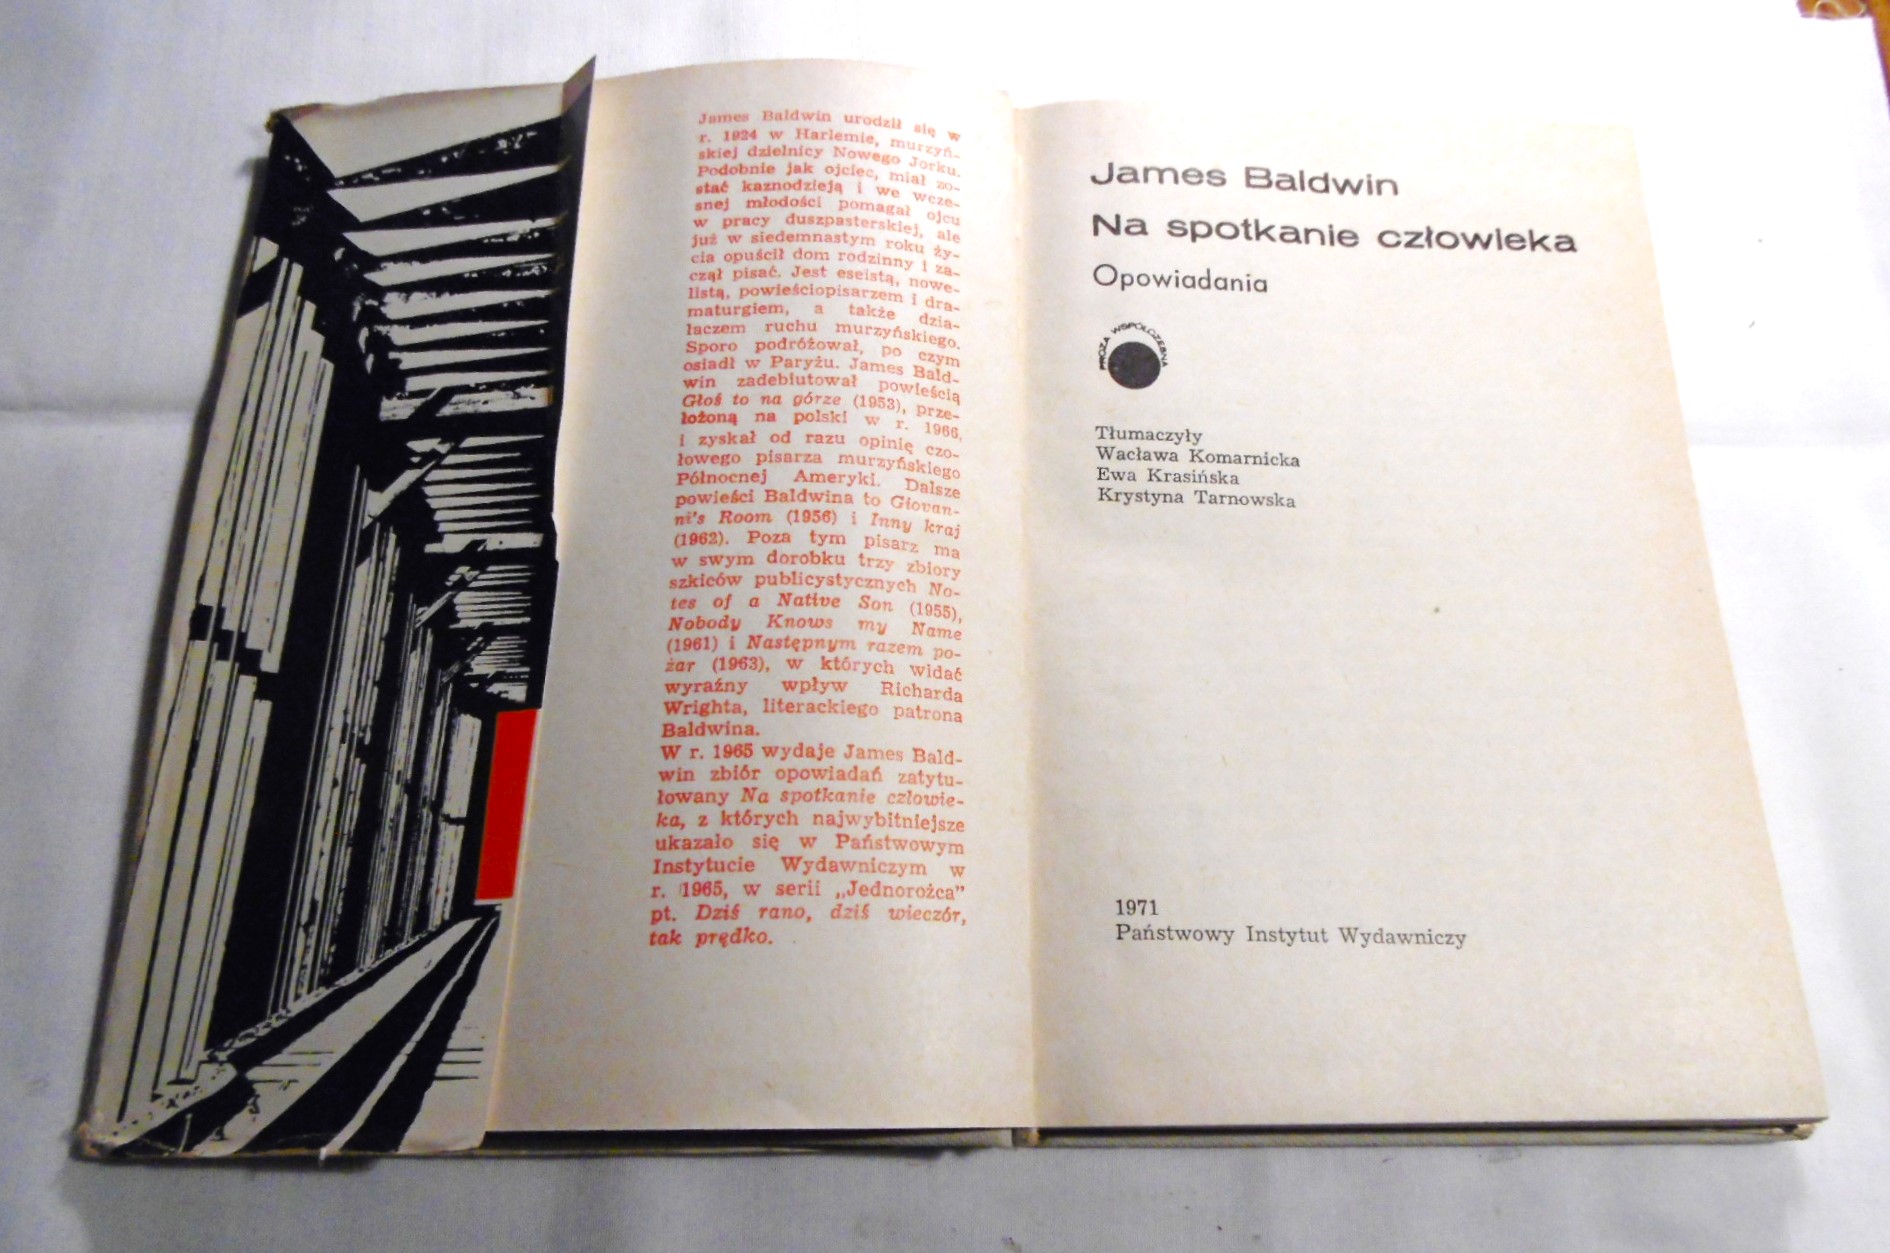 James Baldwin urodził się w
r. 1924 w Harlemie, murzyń-
skiej dzielnicy Nowego Jorku.
Podobnie jak ojciec, miał zo-
stać kaznodzieją i we wcze-
snej młodości pomagał ojcu
w pracy duszpasterskiej, ale
już w siedemnastym roku ży-
cia opuścił dom rodzinny i za-
czął pisać. Jest eseistą, nowe-
listą, powieściopisarzem i dra-
maturgiem, a także dzia-
łaczem ruchu murzyńskiego.
Sporo podróżował, po czym
osiadł w Paryżu. James Bald-
win zadebiutował powieścią
Głoś to na górze (1953), prze-
łożoną na polski w r. 1966,
i zyskał od razu opinię czo-
łowego pisarza murzyńskiego
Północnej Ameryki. Dalsze
powieści Baldwina to Giovan-
ni's Room (1956) i Inny kraj
(1962). Poza tym pisarz ma
w swym dorobku trzy zbiory
szkiców publicystycznych No-
tes of a Native Son (1955),
Nobody Knows my Name
(1961) i Następnym razem po-
żar (1963), w których widać
wyraźny wpływ Richarda
Wrighta, literackiego patrona
Baldwina.
W r. 1965 wydaje James Bald-
win zbiór opowiadań zatytu-
łowany Na spotkanie człowie-
ka, z których najwybitniejsze
ukazało się w Państwowym
Instytucie Wydawniczym w
r. 1965, w serii „Jednorożca”
pt. Dziś rano, dziś wieczór,
tak prędko.
James Baldwin
Na spotkanie człowieka
Opowiadania
PROZA WSPÓŁCZESNA
Tłumaczyły
Wacława Komarnicka
Ewa Krasińska
Krystyna Tarnowska
1971
Państwowy Instytut Wydawniczy